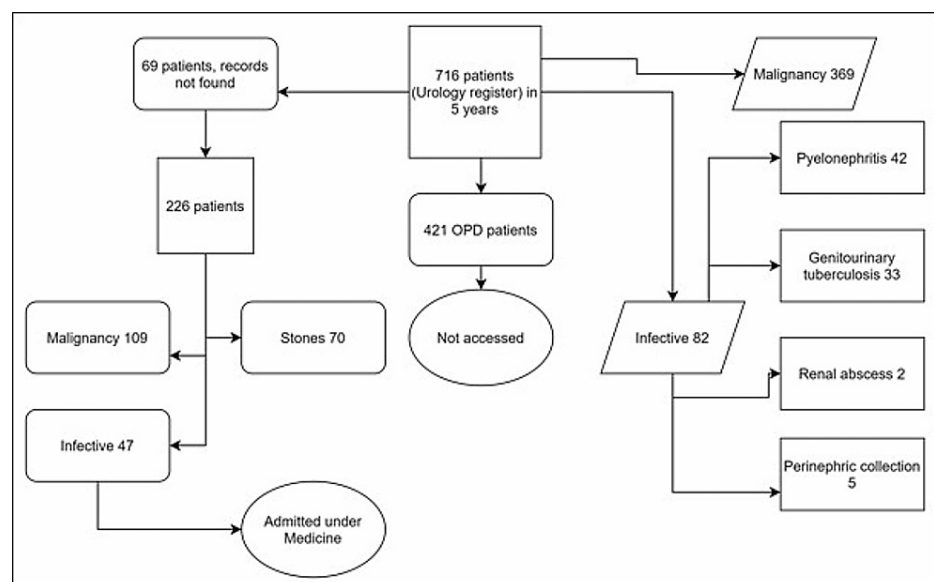 69 patients, records
not found
716 patients
(Urology register) in
5 years
Malignancy 369
Pyelonephritis 42
226 patients
421 OPD patients
Genitourinary
tuberculosis 33
Malignancy 109
Stones 70
Not accessed
Infective 82
Renal abscess 2
Infective 47
Perinephric collection
5
Admitted under
Medicine